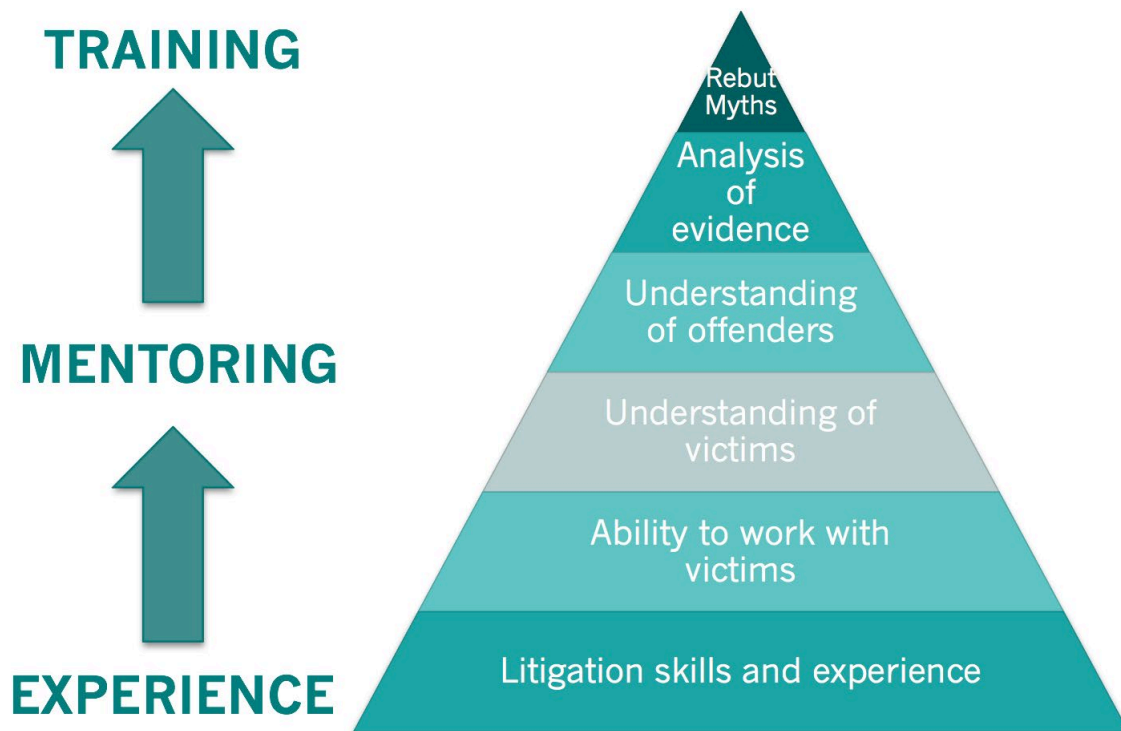 TRAINING
MENTORING
EXPERIENCE
Rebut
Myths
Analysis
of
evidence
Understanding
of offenders
Understanding of
victims
Ability to work with
victims
Litigation skills and experience